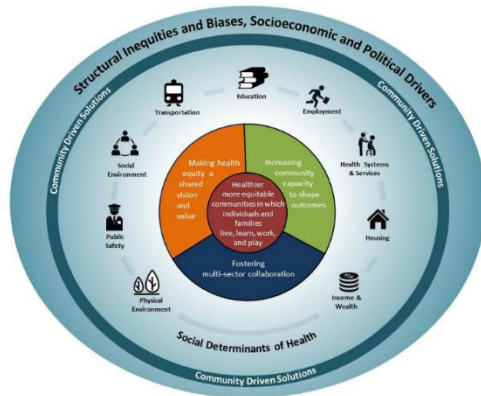 Structural Inequities and Biases, Socioeconomic and Political Drivers
Community Driven Solutions
Community Driven Solutions
Education
Transportation
Employment
Social
Environment
Health Systems
& Services
Public
Safety
Housing
Physical
Environment
Income &
Wealth
Making health
equity a
shared
vision
and
value
Increasing
community
capacity
to shape
outcomes
Healthier
more equitable
communities in which
individuals and
families
live, learn, work,
and play
Fostering
multi-sector collaboration
Social Determinants of Health
Community Driven Solutions